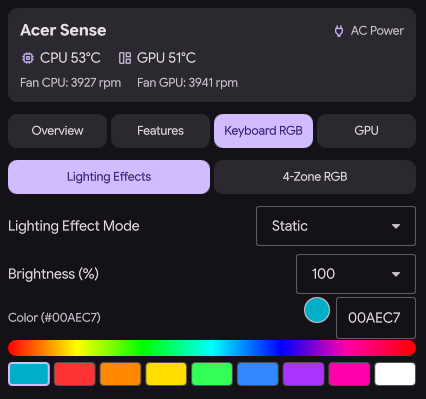 Acer Sense
AC Power
CPU 53°C GPU 51°C
Fan CPU: 3927 rpm Fan GPU: 3941 rpm
Overview Features Keyboard RGB GPU
Lighting Effects 4-Zone RGB
Lighting Effect Mode Static
Brightness (%) 100
Color (#00AEC7) 00AEC7